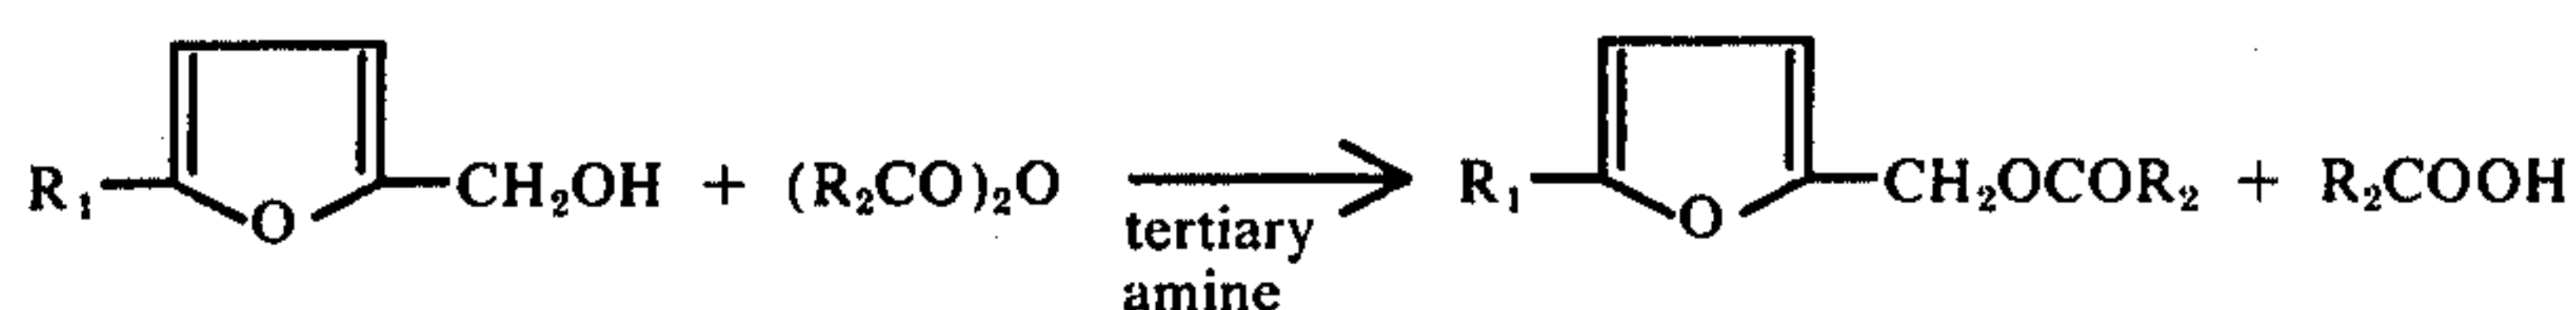 R₁ O CH₂OH + (R₂CO)₂O tertiary amine R₁ O CH₂OCOR₂ + R₂COOH